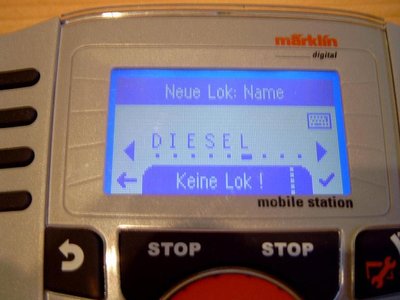 märklin
digital
Neue Lok: Name
DIESEL
Keine Lok !
mobile station
STOP STOP